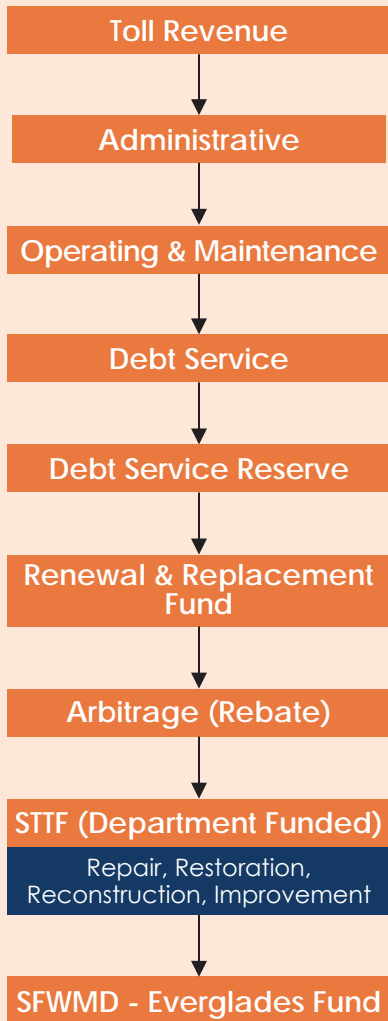 Toll Revenue
Administrative
Operating & Maintenance
Debt Service
Debt Service Reserve
Renewal & Replacement
Fund
Arbitrage (Rebate)
STTF (Department Funded)
Repair, Restoration,
Reconstruction, Improvement
SFWMD - Everglades Fund